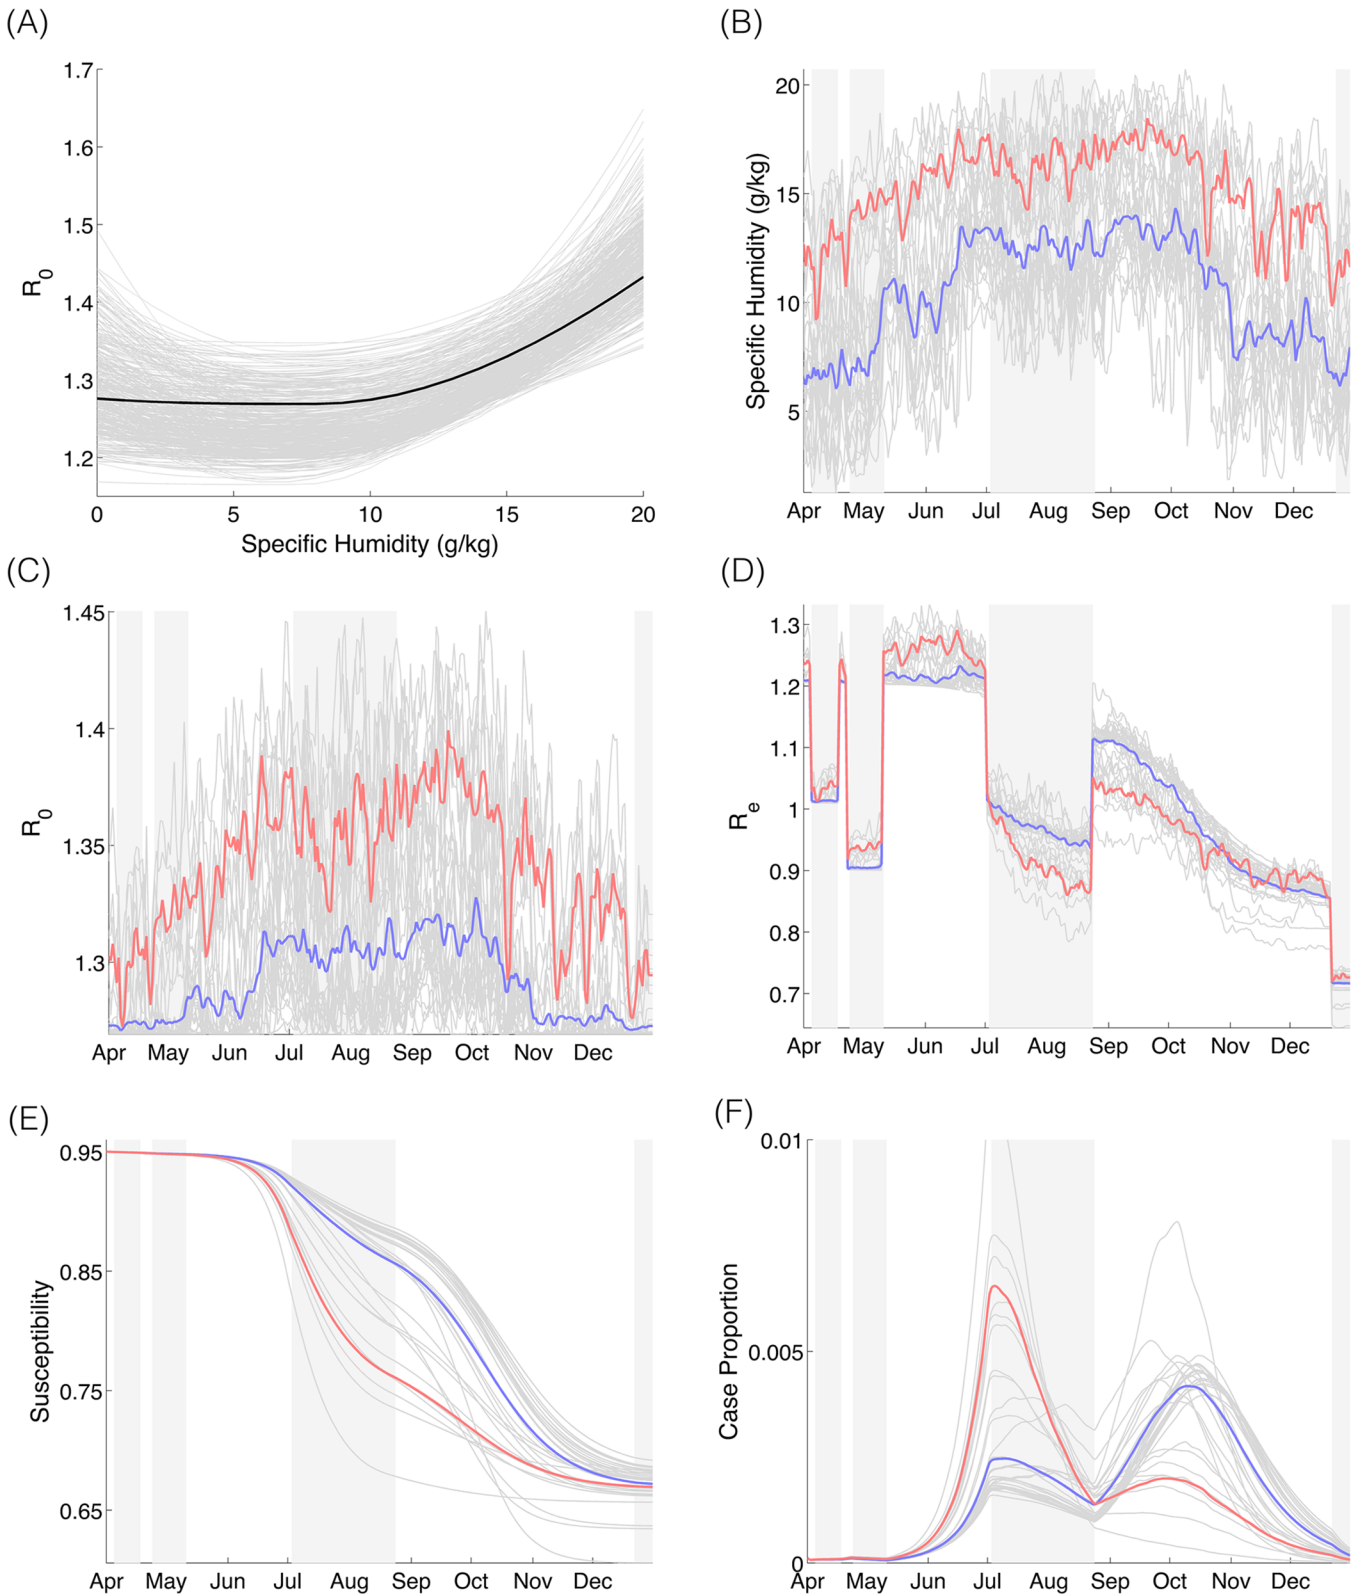 (A)
1.7
1.6
1.5
1.4
1.3
1.2
R0
0 5 10 15 20
Specific Humidity (g/kg)
(B)
20
15
10
5
Specific Humidity (g/kg)
Apr May Jun Jul Aug Sep Oct Nov Dec
(C)
1.45
1.4
1.35
1.3
R0
Apr May Jun Jul Aug Sep Oct Nov Dec
(D)
1.3
1.2
1.1
1
0.9
0.8
0.7
Re
Apr May Jun Jul Aug Sep Oct Nov Dec
(E)
0.95
0.85
0.75
0.65
Susceptibility
Apr May Jun Jul Aug Sep Oct Nov Dec
(F)
0.01
0.005
0
Case Proportion
Apr May Jun Jul Aug Sep Oct Nov Dec